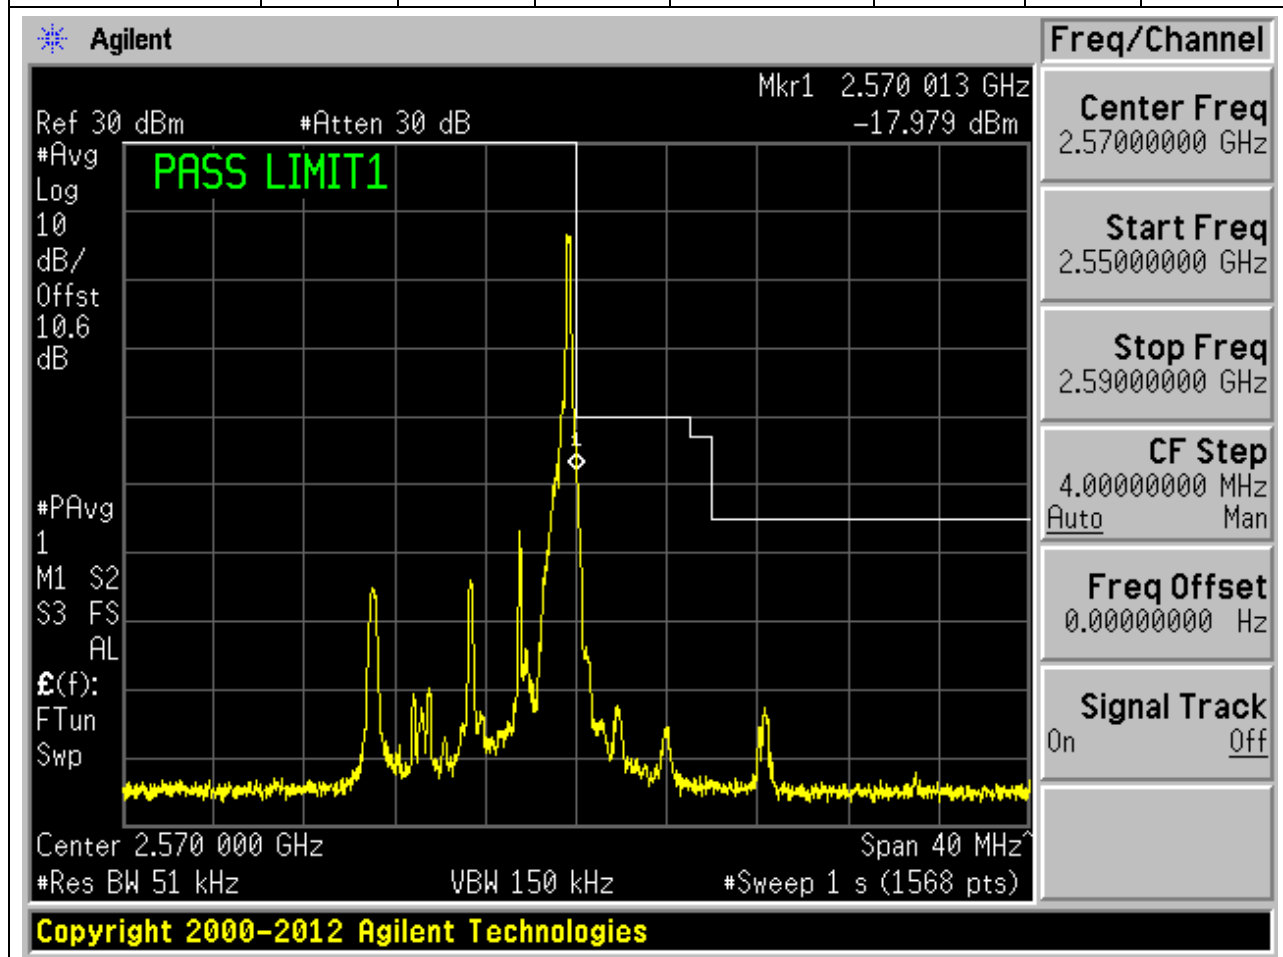 Agilent
Freq/Channel
Mkr1 2.570 013 GHz
Ref 30 dBm #Atten 30 dB -17.979 dBm
#Avg
Log
10
dB/
Offst
10.6
dB
PASS LIMIT1
1
#PAvg
1
M1 S2
S3 FS
AL
£(f):
FTun
Swp
Center 2.570 000 GHz Span 40 MHz^
#Res BW 51 kHz VBW 150 kHz #Sweep 1 s (1568 pts)
Copyright 2000-2012 Agilent Technologies
Center Freq
2.57000000 GHz
Start Freq
2.55000000 GHz
Stop Freq
2.59000000 GHz
CF Step
4.00000000 MHz
Auto Man
Freq Offset
0.00000000 Hz
Signal Track
On Off